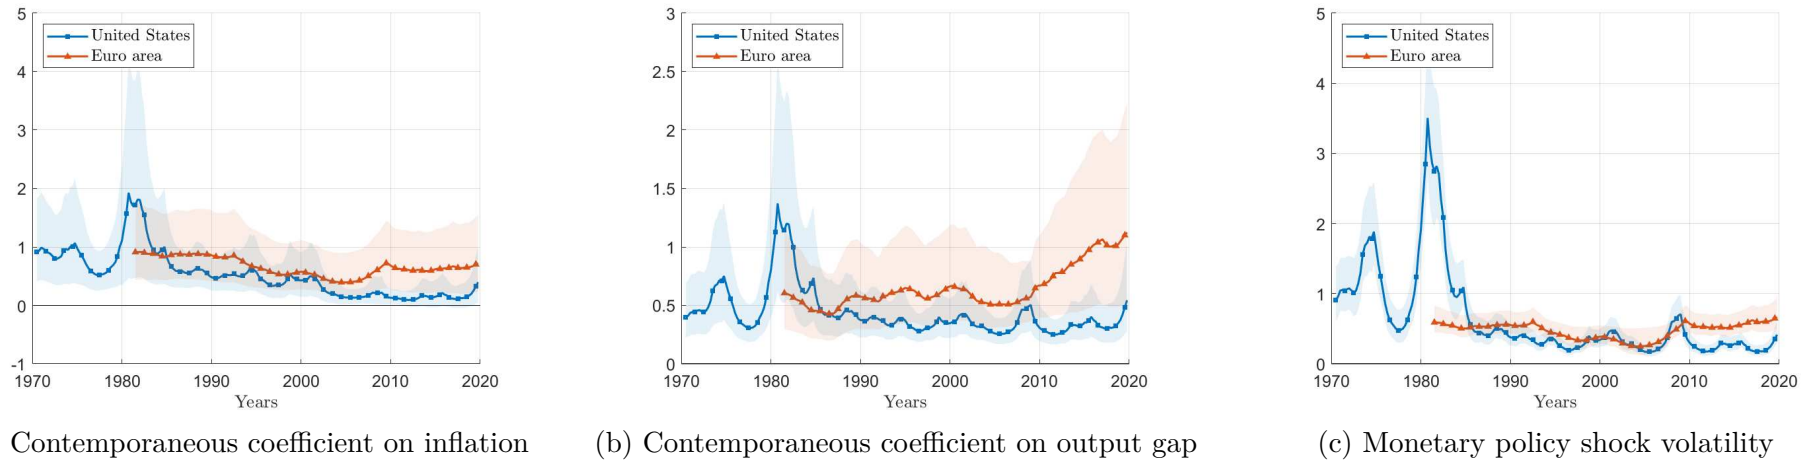 5
4
3
2
1
0
-1
1970 1980 1990 2000 2010 2020
Years
United States
Euro area
Contemporaneous coefficient on inflation
3
2.5
2
1.5
1
0.5
0
1970 1980 1990 2000 2010 2020
Years
United States
Euro area
(b) Contemporaneous coefficient on output gap
5
4
3
2
1
0
1970 1980 1990 2000 2010 2020
Years
United States
Euro area
(c) Monetary policy shock volatility